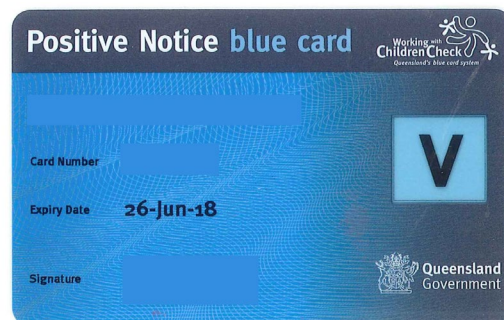 Positive Notice blue card
Working with
Children Check
Queensland's blue card system
V
Card Number
Expiry Date 26-Jun-18
Signature
Queensland
Government